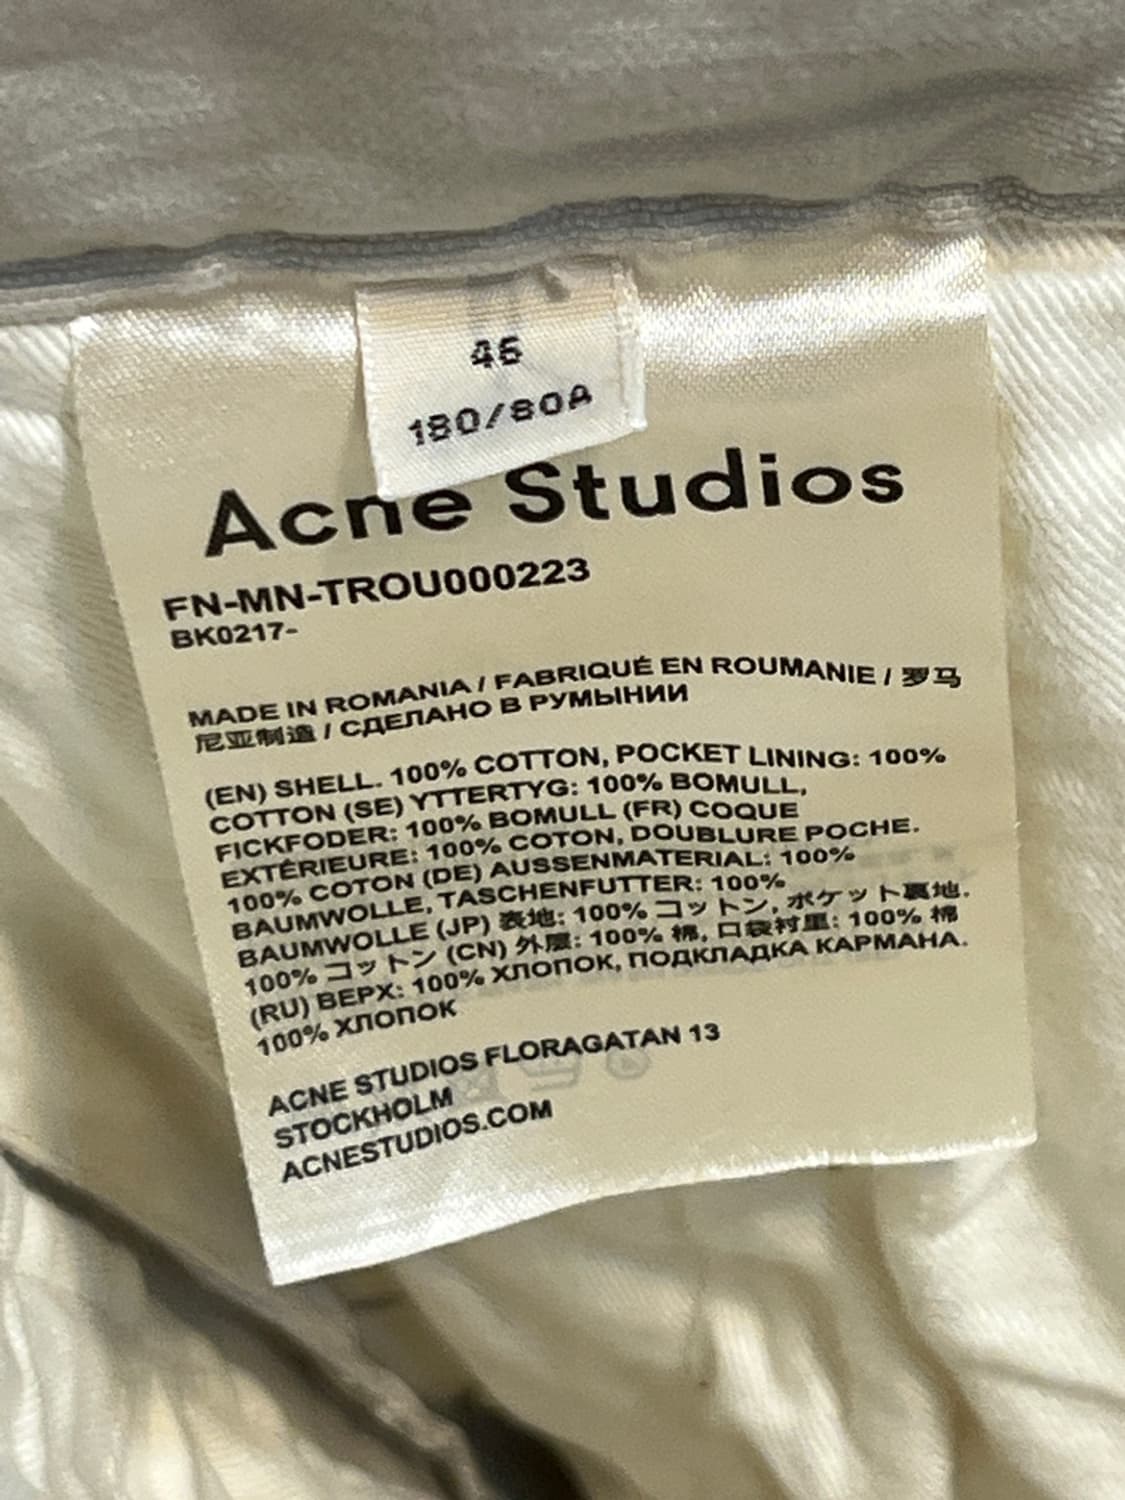 46
180/80A
Acne Studios
FN-MN-TROU000223
BK0217-
MADE IN ROMANIA / FABRIQUÉ EN ROUMANIE / 罗马
尼亚制造 / СДЕЛАНО В РУМЫНИИ
(EN) SHELL. 100% COTTON, POCKET LINING: 100%
COTTON (SE) YTTERTYG: 100% BOMULL,
FICKFODER: 100% BOMULL (FR) COQUE
EXTÉRIEURE: 100% COTON, DOUBLURE POCHE.
100% COTON (DE) AUSSENMATERIAL: 100%
BAUMWOLLE, TASCHENFUTTER: 100%
BAUMWOLLE (JP) 表地: 100% コットン, ポケット裏地.
100% コットン (CN) 外层: 100% 棉, 口袋衬里: 100% 棉
(RU) ВЕРХ: 100% ХЛОПОК, ПОДКЛАДКА КАРМАНА.
100% ХЛОПОК
ACNE STUDIOS FLORAGATAN 13
STOCKHOLM
ACNESTUDIOS.COM